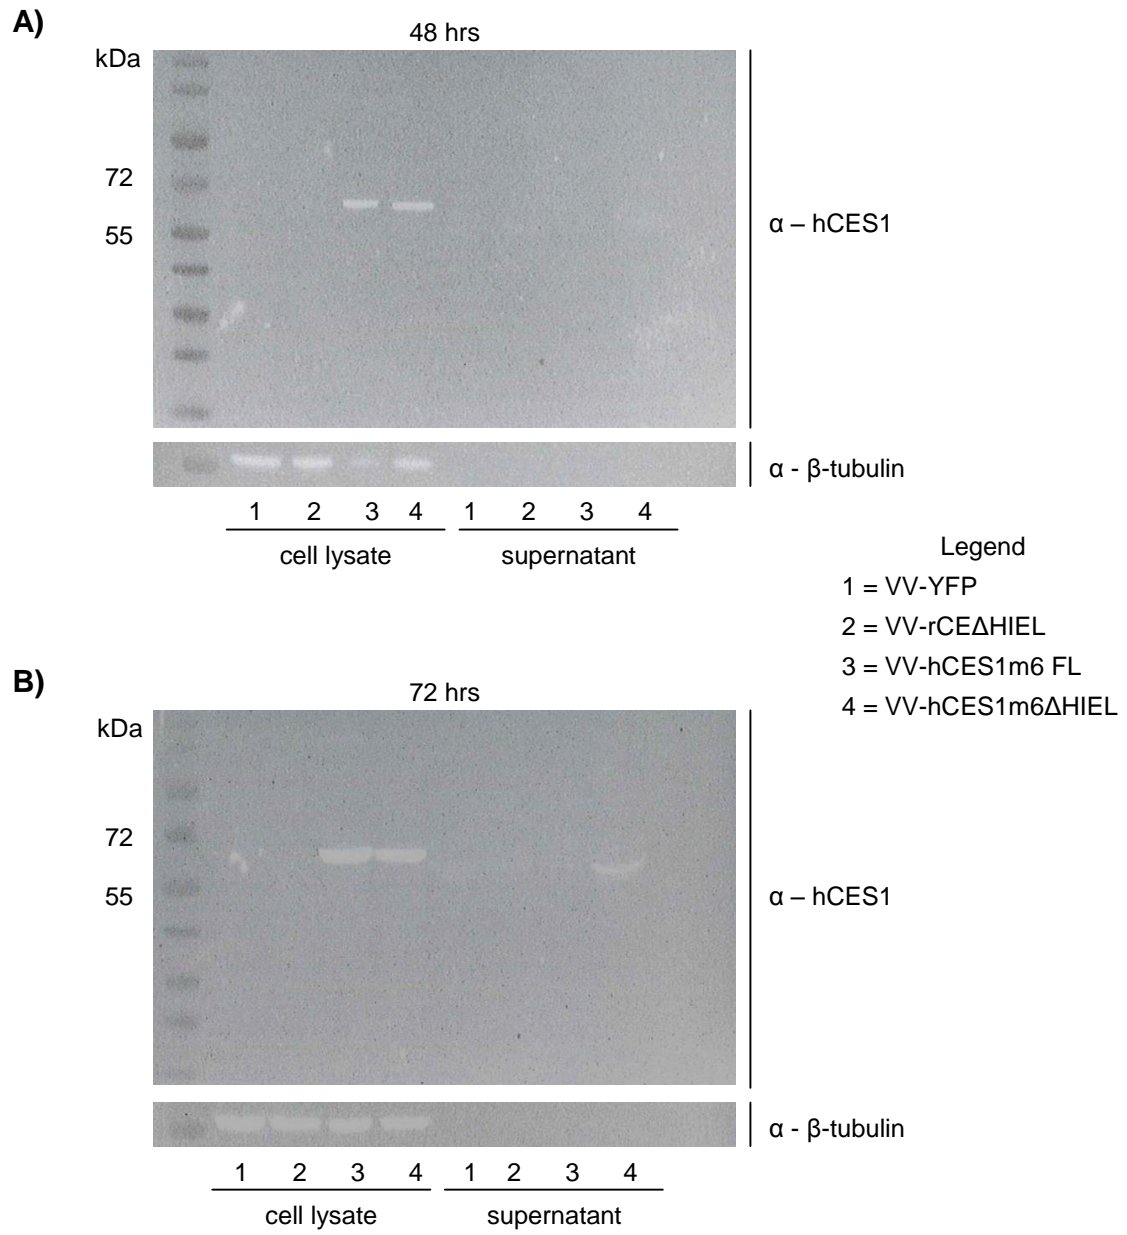 A)
48 hrs
kDa
72
55
α – hCES1
α - β-tubulin
1 2 3 4 1 2 3 4
cell lysate supernatant
Legend
1 = VV-YFP
2 = VV-rCEΔHIEL
3 = VV-hCES1m6 FL
4 = VV-hCES1m6ΔHIEL
B)
72 hrs
kDa
72
55
α – hCES1
α - β-tubulin
1 2 3 4 1 2 3 4
cell lysate supernatant